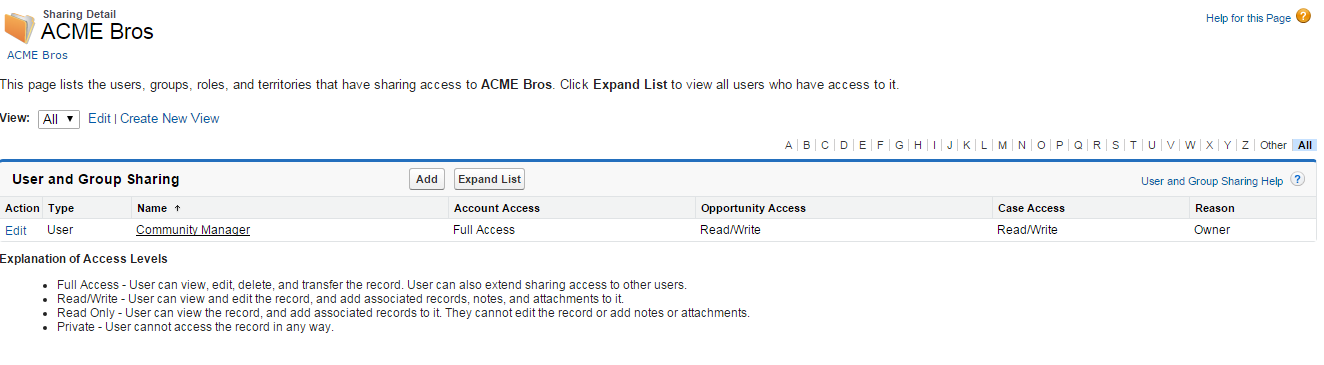 Sharing Detail
ACME Bros
Help for this Page ?
ACME Bros
This page lists the users, groups, roles, and territories that have sharing access to ACME Bros. Click Expand List to view all users who have access to it.
View: All ▼ Edit | Create New View
A | B | C | D | E | F | G | H | I | J | K | L | M | N | O | P | Q | R | S | T | U | V | W | X | Y | Z | Other | All
User and Group Sharing Add Expand List User and Group Sharing Help ?
Action Type Name ↑ Account Access Opportunity Access Case Access Reason
Edit User Community Manager Full Access Read/Write Read/Write Owner
Explanation of Access Levels
• Full Access - User can view, edit, delete, and transfer the record. User can also extend sharing access to other users.
• Read/Write - User can view and edit the record, and add associated records, notes, and attachments to it.
• Read Only - User can view the record, and add associated records to it. They cannot edit the record or add notes or attachments.
• Private - User cannot access the record in any way.